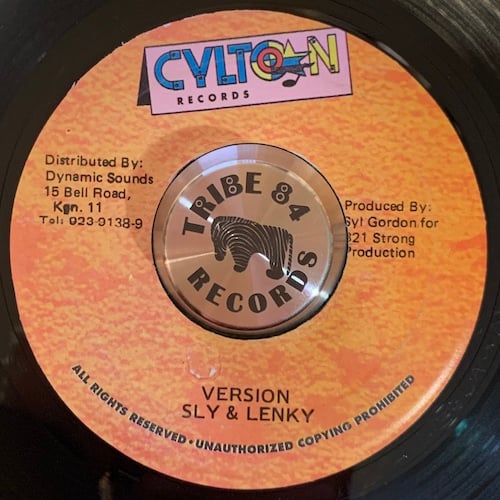 CYLTON
RECORDS
Distributed By:
Dynamic Sounds
15 Bell Road,
Kgn. 11
Tel: 923-9138-9
TRIBE 84
RECORDS
Produced By:
Syl Gordon for
321 Strong
Production
VERSION
SLY & LENKY
ALL RIGHTS RESERVED • UNAUTHORIZED COPYING PROHIBITED